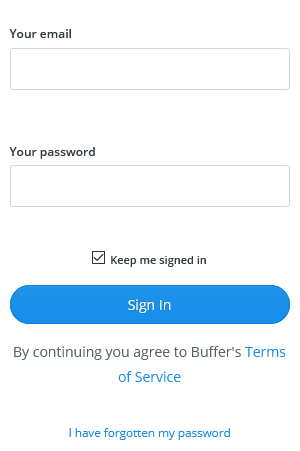 Your email
Your password
Keep me signed in
Sign In
By continuing you agree to Buffer's Terms
of Service
I have forgotten my password